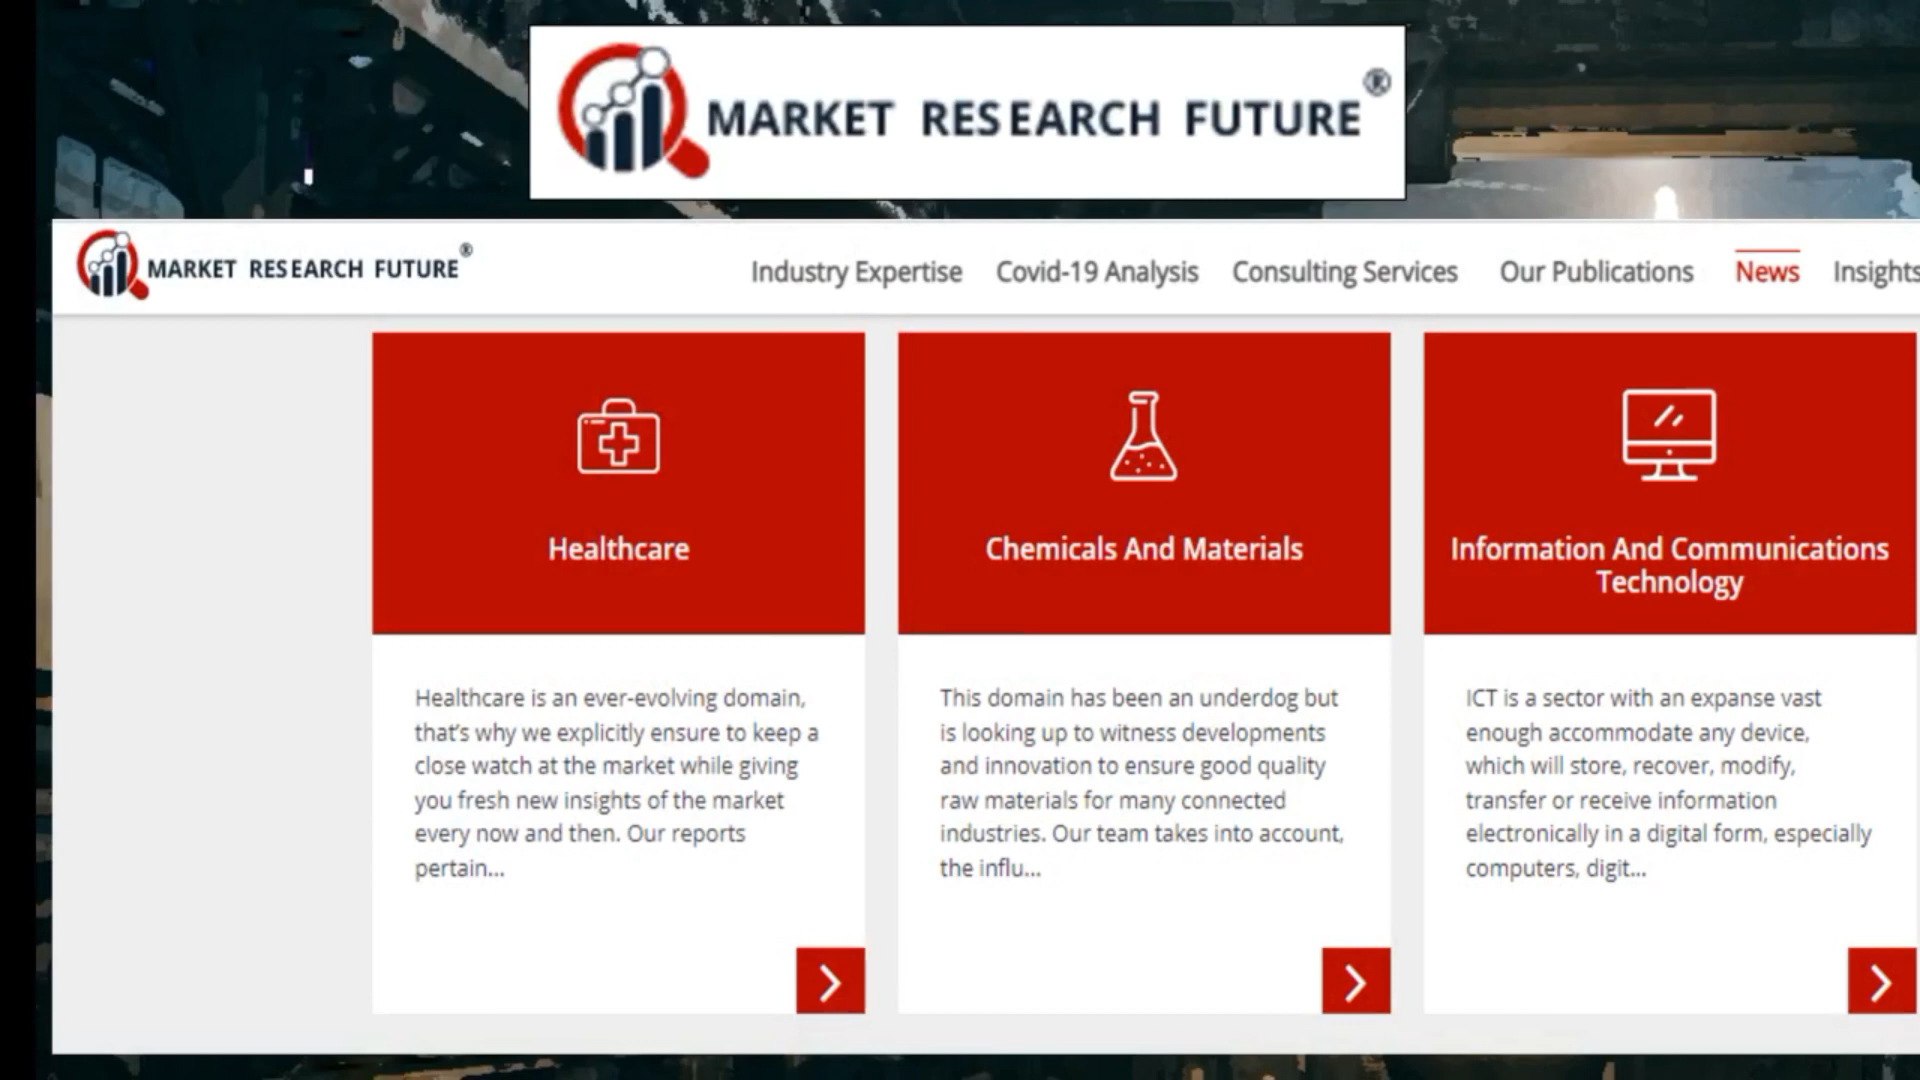 MARKET RESEARCH FUTURE®
MARKET RESEARCH FUTURE®
Industry Expertise
Covid-19 Analysis
Consulting Services
Our Publications
News
Insights
Healthcare
Healthcare is an ever-evolving domain,
that's why we explicitly ensure to keep a
close watch at the market while giving
you fresh new insights of the market
every now and then. Our reports
pertain...
Chemicals And Materials
This domain has been an underdog but
is looking up to witness developments
and innovation to ensure good quality
raw materials for many connected
industries. Our team takes into account,
the influ...
Information And Communications
Technology
ICT is a sector with an expanse vast
enough accommodate any device,
which will store, recover, modify,
transfer or receive information
electronically in a digital form, especially
computers, digit...